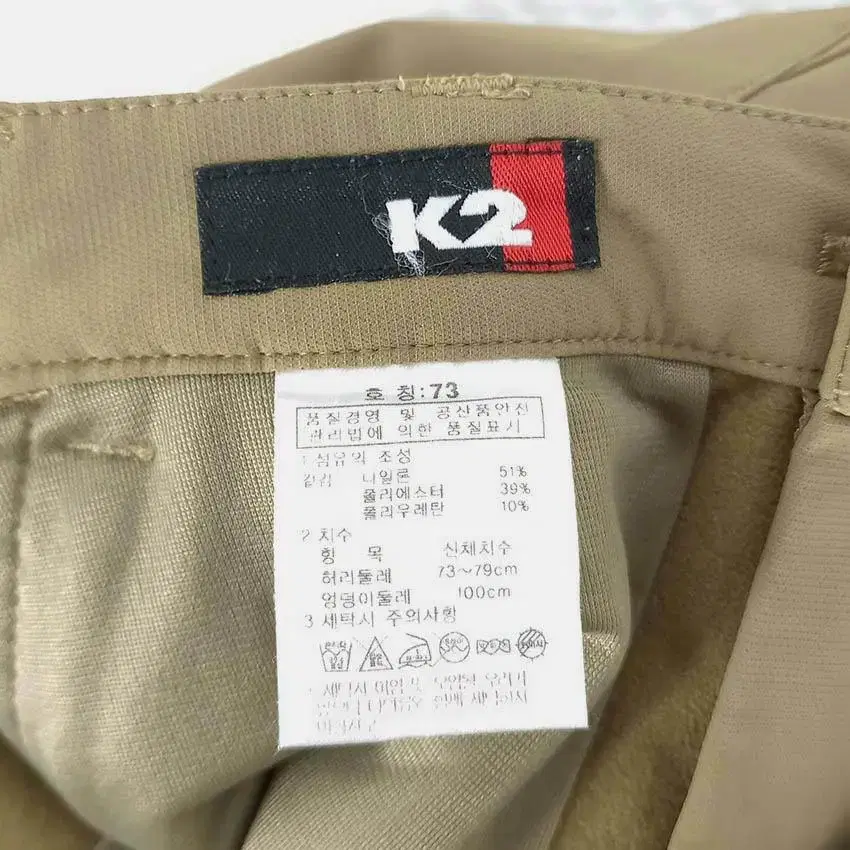 K2
호 칭:73
품질경영 및 공산품안전
관리법에 의한 품질표시
1 섬유의 조성
겉감 나일론 51%
폴리에스터 39%
폴리우레탄 10%
2 치수
항 목 신체치수
허리둘레 73~79cm
엉덩이둘레 100cm
3 세탁시 주의사항